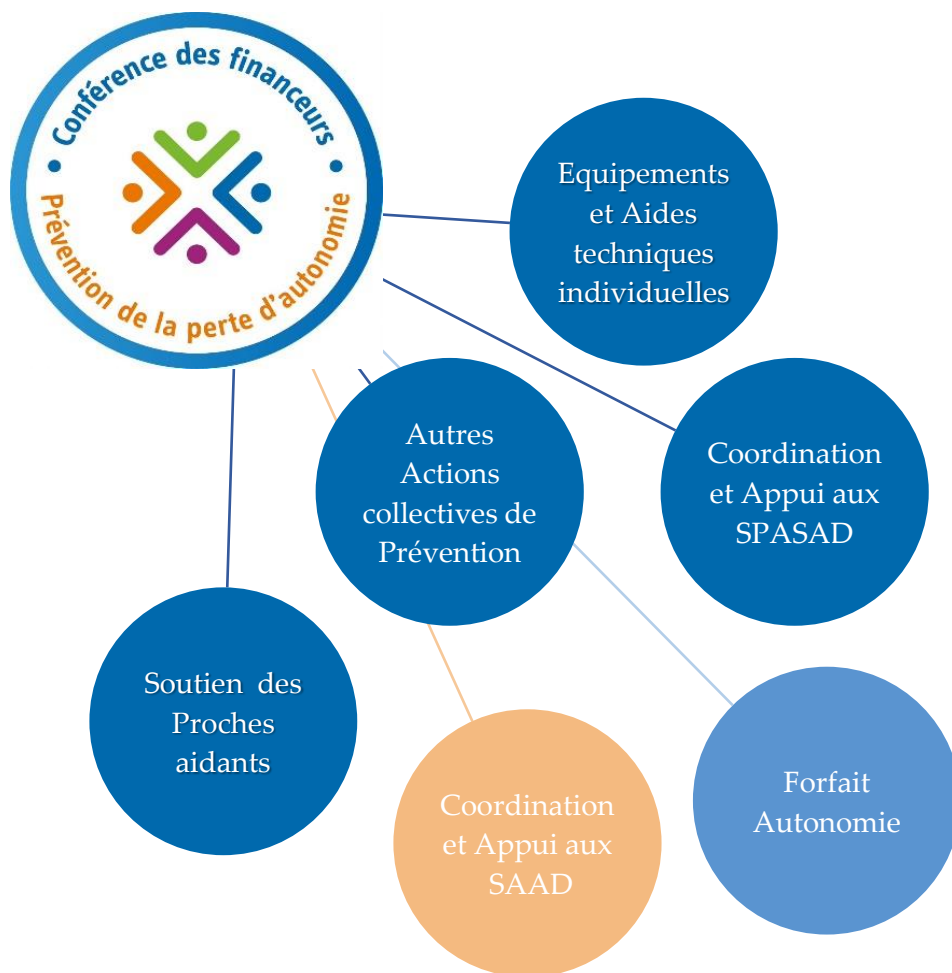 Conférence des financeurs
Prévention de la perte d'autonomie
Equipements
et Aides
techniques
individuelles
Autres
Actions
collectives de
Prévention
Coordination
et Appui aux
SPASAD
Soutien des
Proches
aidants
Coordination
et Appui aux
SAAD
Forfait
Autonomie